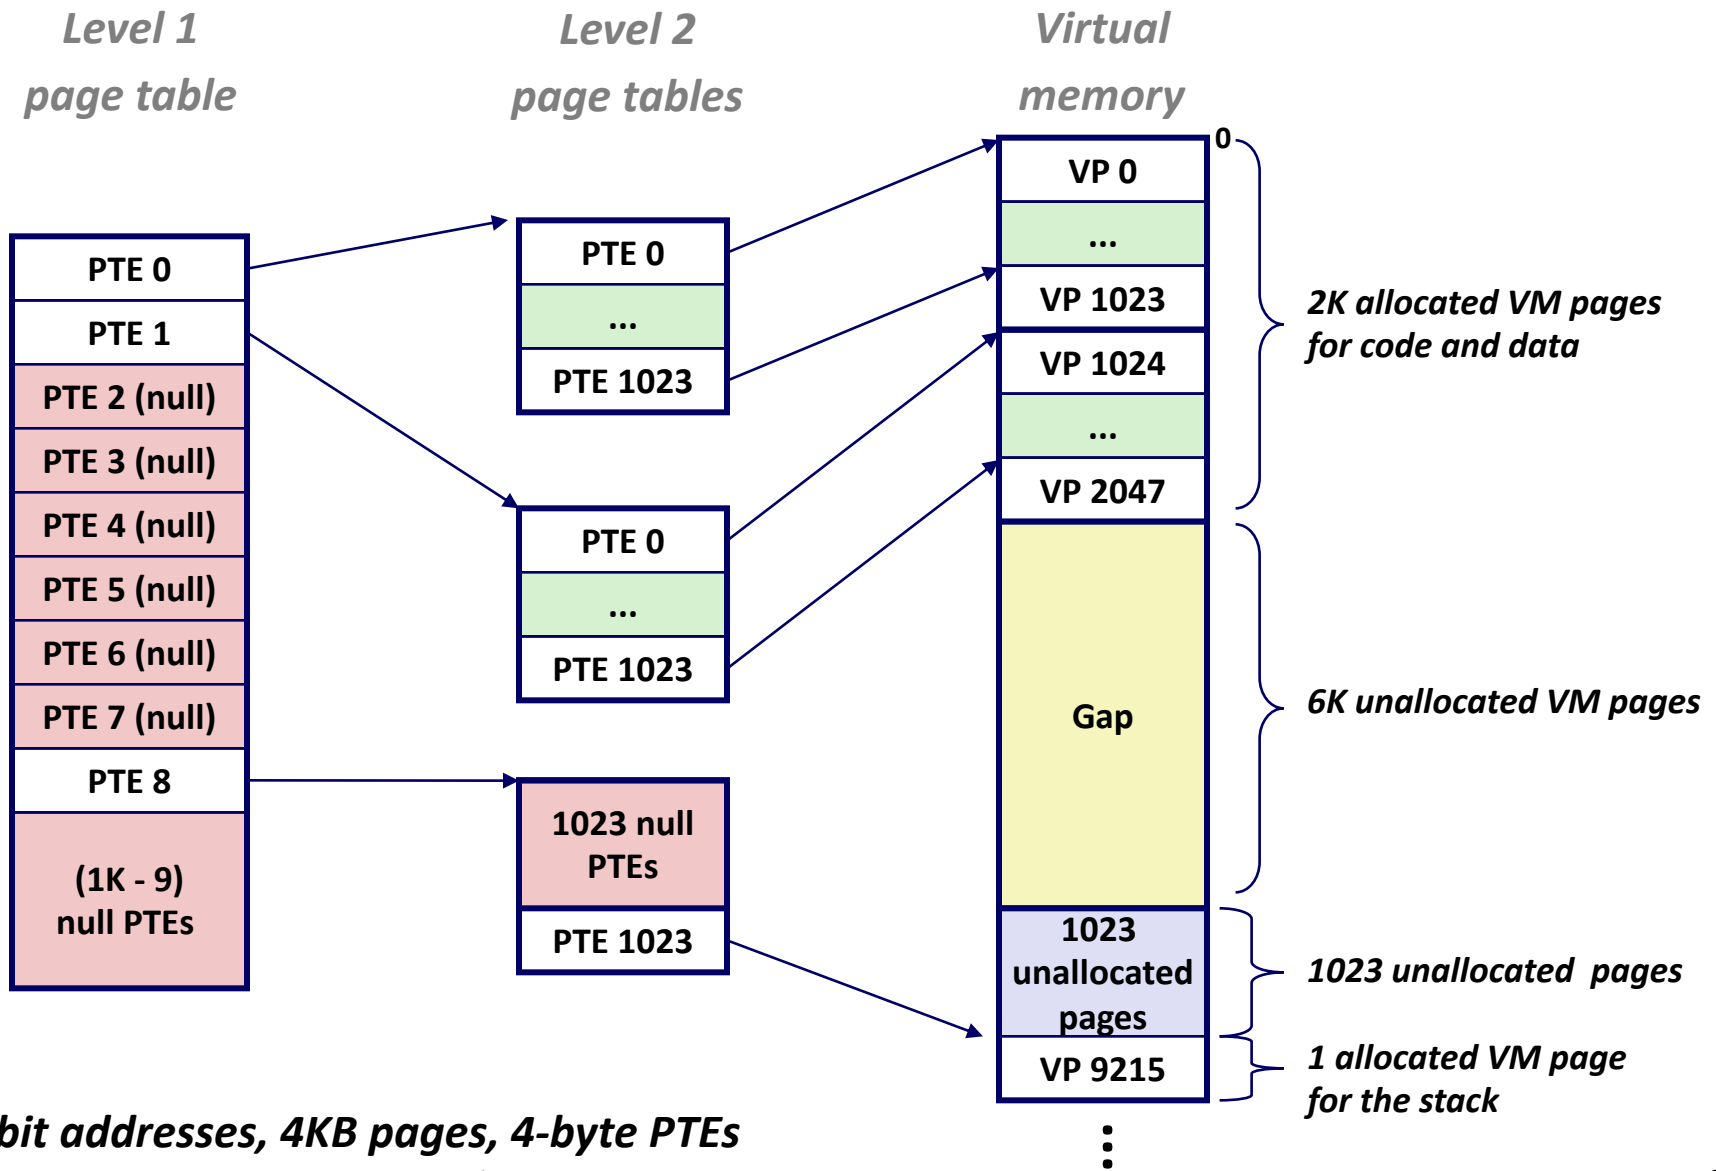 Level 1
page table
Level 2
page tables
Virtual
memory
PTE 0
PTE 1
PTE 2 (null)
PTE 3 (null)
PTE 4 (null)
PTE 5 (null)
PTE 6 (null)
PTE 7 (null)
PTE 8
(1K - 9)
null PTEs
PTE 0
...
PTE 1023
PTE 0
...
PTE 1023
1023 null
PTEs
PTE 1023
0
VP 0
...
VP 1023
VP 1024
...
VP 2047
Gap
1023
unallocated
pages
VP 9215
2K allocated VM pages
for code and data
6K unallocated VM pages
1023 unallocated pages
1 allocated VM page
for the stack
bit addresses, 4KB pages, 4-byte PTEs